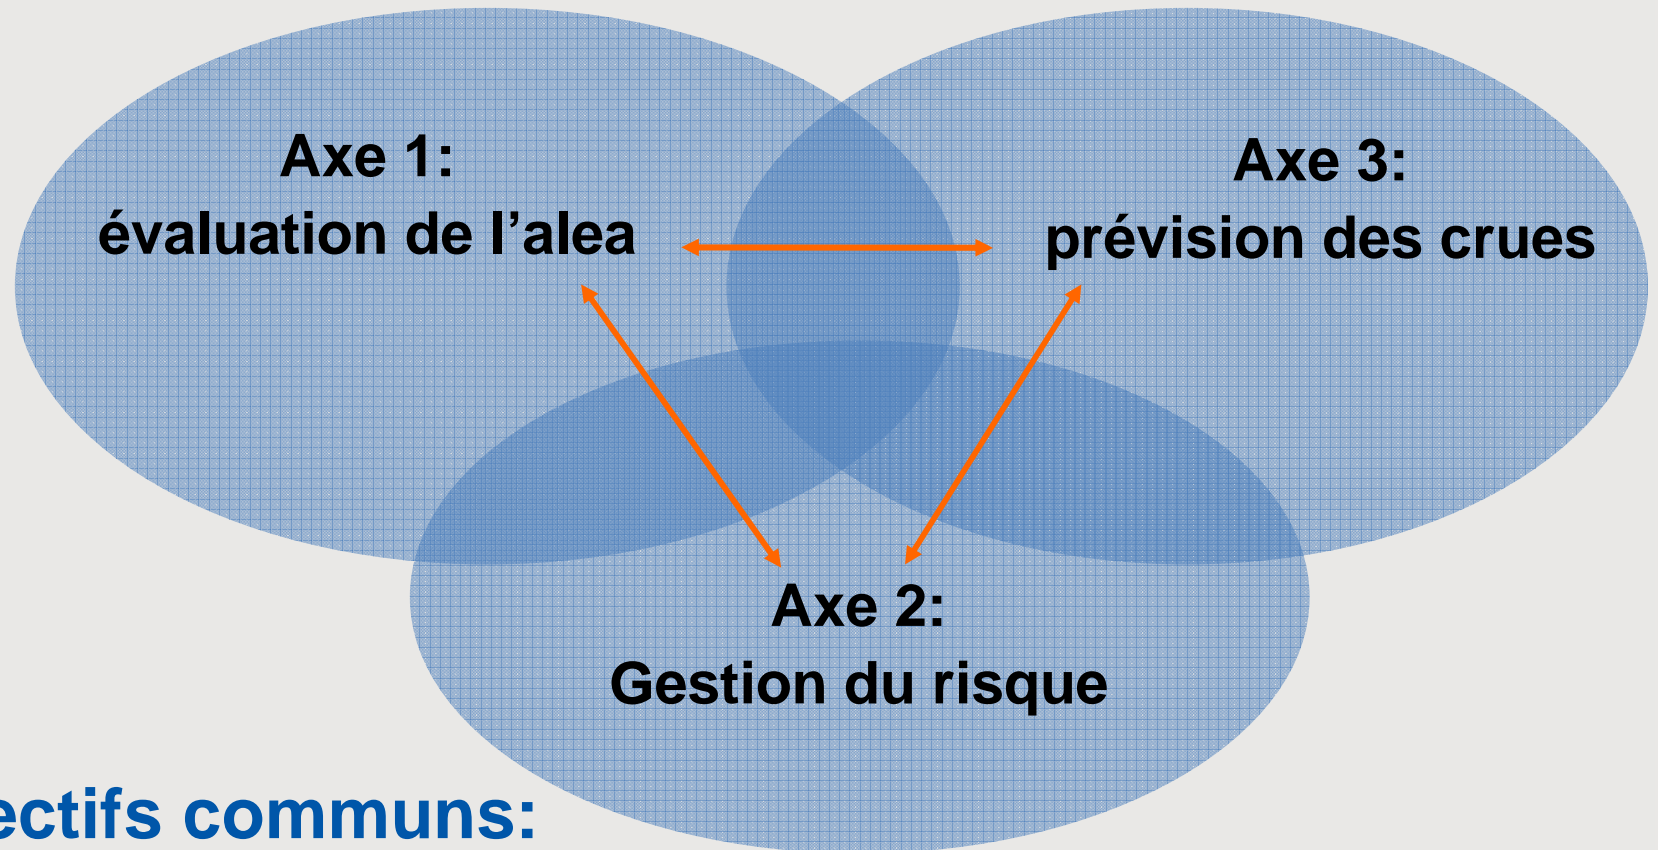 Axe 1:
évaluation de l’alea
Axe 3:
prévision des crues
Axe 2:
Gestion du risque
ectifs communs: